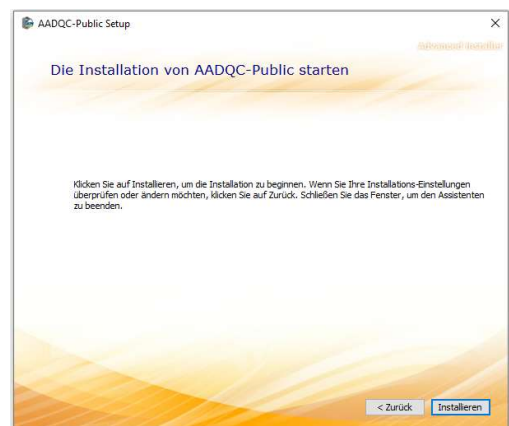 AADQC-Public Setup
Advanced Installer
Die Installation von AADQC-Public starten
Klicken Sie auf Installieren, um die Installation zu beginnen. Wenn Sie Ihre Installations-Einstellungen
überprüfen oder ändern möchten, klicken Sie auf Zurück. Schließen Sie das Fenster, um den Assistenten
zu beenden.
< Zurück
Installieren